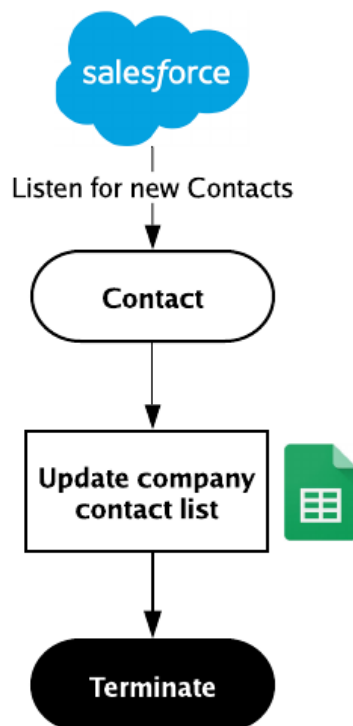 salesforce
Listen for new Contacts
Contact
Update company
contact list
Terminate